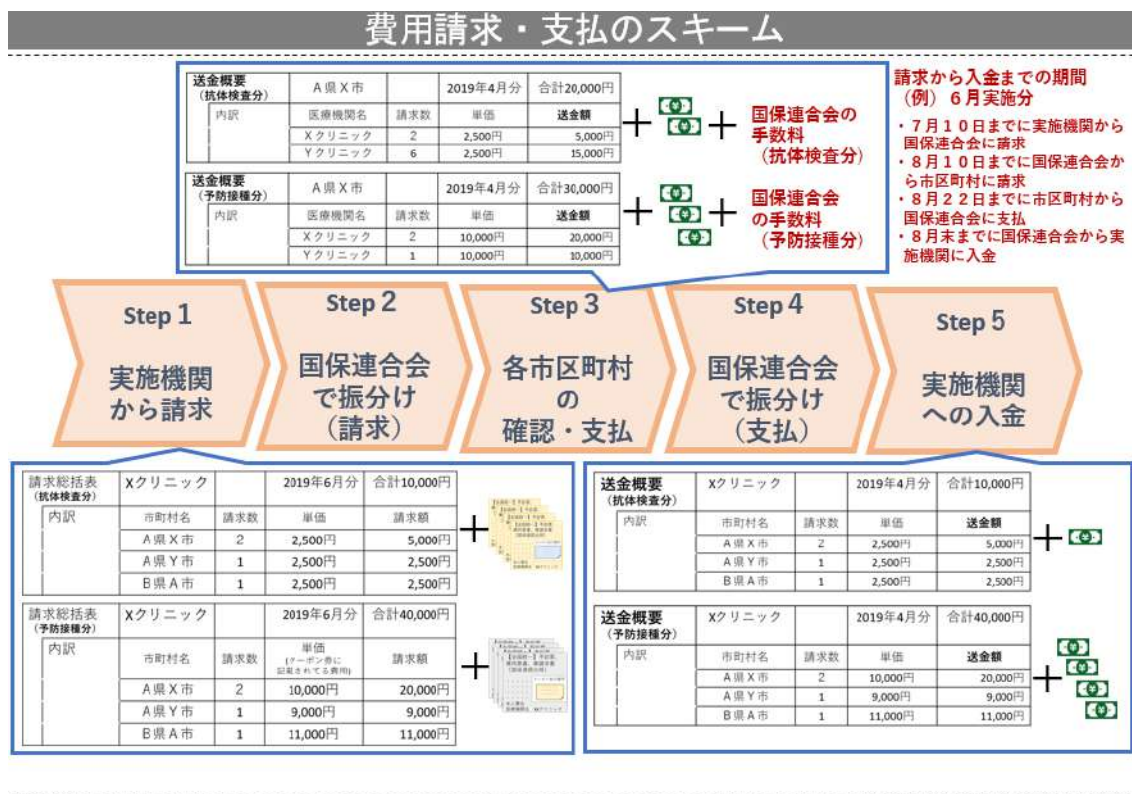 費用請求・支払のスキーム
送金概要 A県X市 2019年4月分 合計20,000円
(抗体検査分)
内訳 医療機関名 請求数 単価 送金額
Xクリニック 2 2,500円 5,000円
Yクリニック 6 2,500円 15,000円
国保連合会の
手数料
(抗体検査分)
送金概要 A県X市 2019年4月分 合計30,000円
(予防接種分)
内訳 医療機関名 請求数 単価 送金額
Xクリニック 2 10,000円 20,000円
Yクリニック 1 10,000円 10,000円
国保連合会
の手数料
(予防接種分)
請求から入金までの期間
(例)6月実施分
・7月10日までに実施機関から
国保連合会に請求
・8月10日までに国保連合会か
ら市区町村に請求
・8月22日までに市区町村から
国保連合会に支払
・8月末までに国保連合会から実
施機関に入金
Step 1
実施機関
から請求
Step 2
国保連合会
で振分け
(請求)
Step 3
各市区町村
の
確認・支払
Step 4
国保連合会
で振分け
(支払)
Step 5
実施機関
への入金
請求総括表 Xクリニック 2019年6月分 合計10,000円
(抗体検査分)
内訳 市町村名 請求数 単価 請求額
A県X市 2 2,500円 5,000円
A県Y市 1 2,500円 2,500円
B県A市 1 2,500円 2,500円
請求総括表 Xクリニック 2019年6月分 合計40,000円
(予防接種分)
内訳 市町村名 請求数 単価 請求額
(クーポン券に
記載されてる費用)
A県X市 2 10,000円 20,000円
A県Y市 1 9,000円 9,000円
B県A市 1 11,000円 11,000円
送金概要 Xクリニック 2019年4月分 合計10,000円
(抗体検査分)
内訳 市町村名 請求数 単価 送金額
A県X市 2 2,500円 5,000円
A県Y市 1 2,500円 2,500円
B県A市 1 2,500円 2,500円
送金概要 Xクリニック 2019年4月分 合計40,000円
(予防接種分)
内訳 市町村名 請求数 単価 送金額
A県X市 2 10,000円 20,000円
A県Y市 1 9,000円 9,000円
B県A市 1 11,000円 11,000円